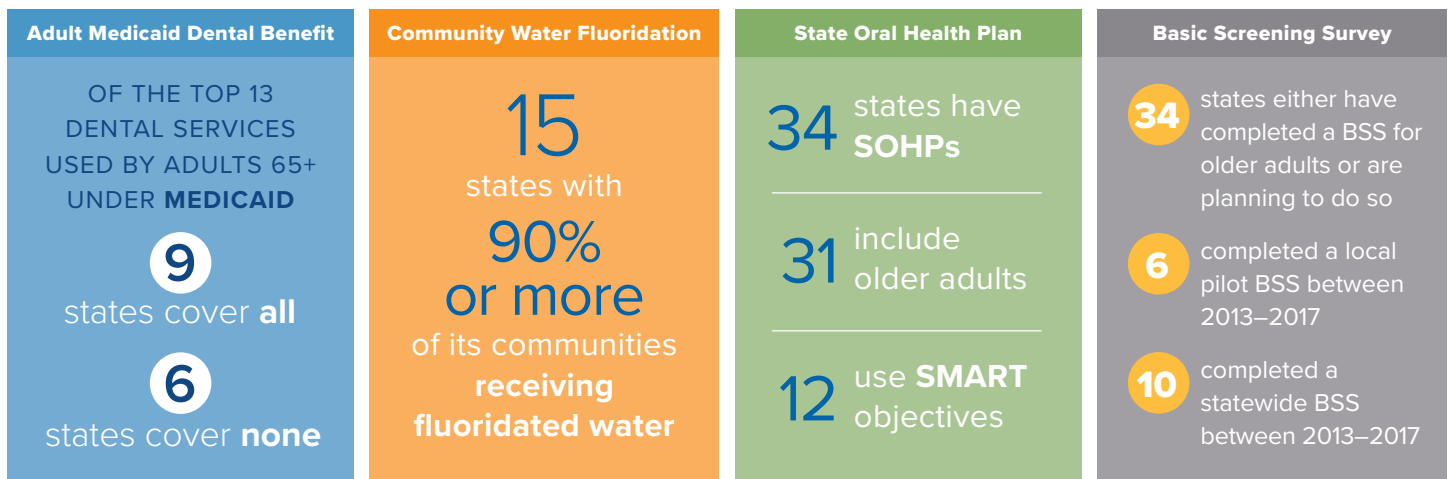 Adult Medicaid Dental Benefit
OF THE TOP 13
DENTAL SERVICES
USED BY ADULTS 65+
UNDER MEDICAID
9
states cover all
6
states cover none
Community Water Fluoridation
15
states with
90%
or more
of its communities
receiving
fluoridated water
State Oral Health Plan
34
states have
SOHPs
31
include
older adults
12
use SMART
objectives
Basic Screening Survey
34
states either have
completed a BSS for
older adults or are
planning to do so
6
completed a local
pilot BSS between
2013–2017
10
completed a
statewide BSS
between 2013–2017